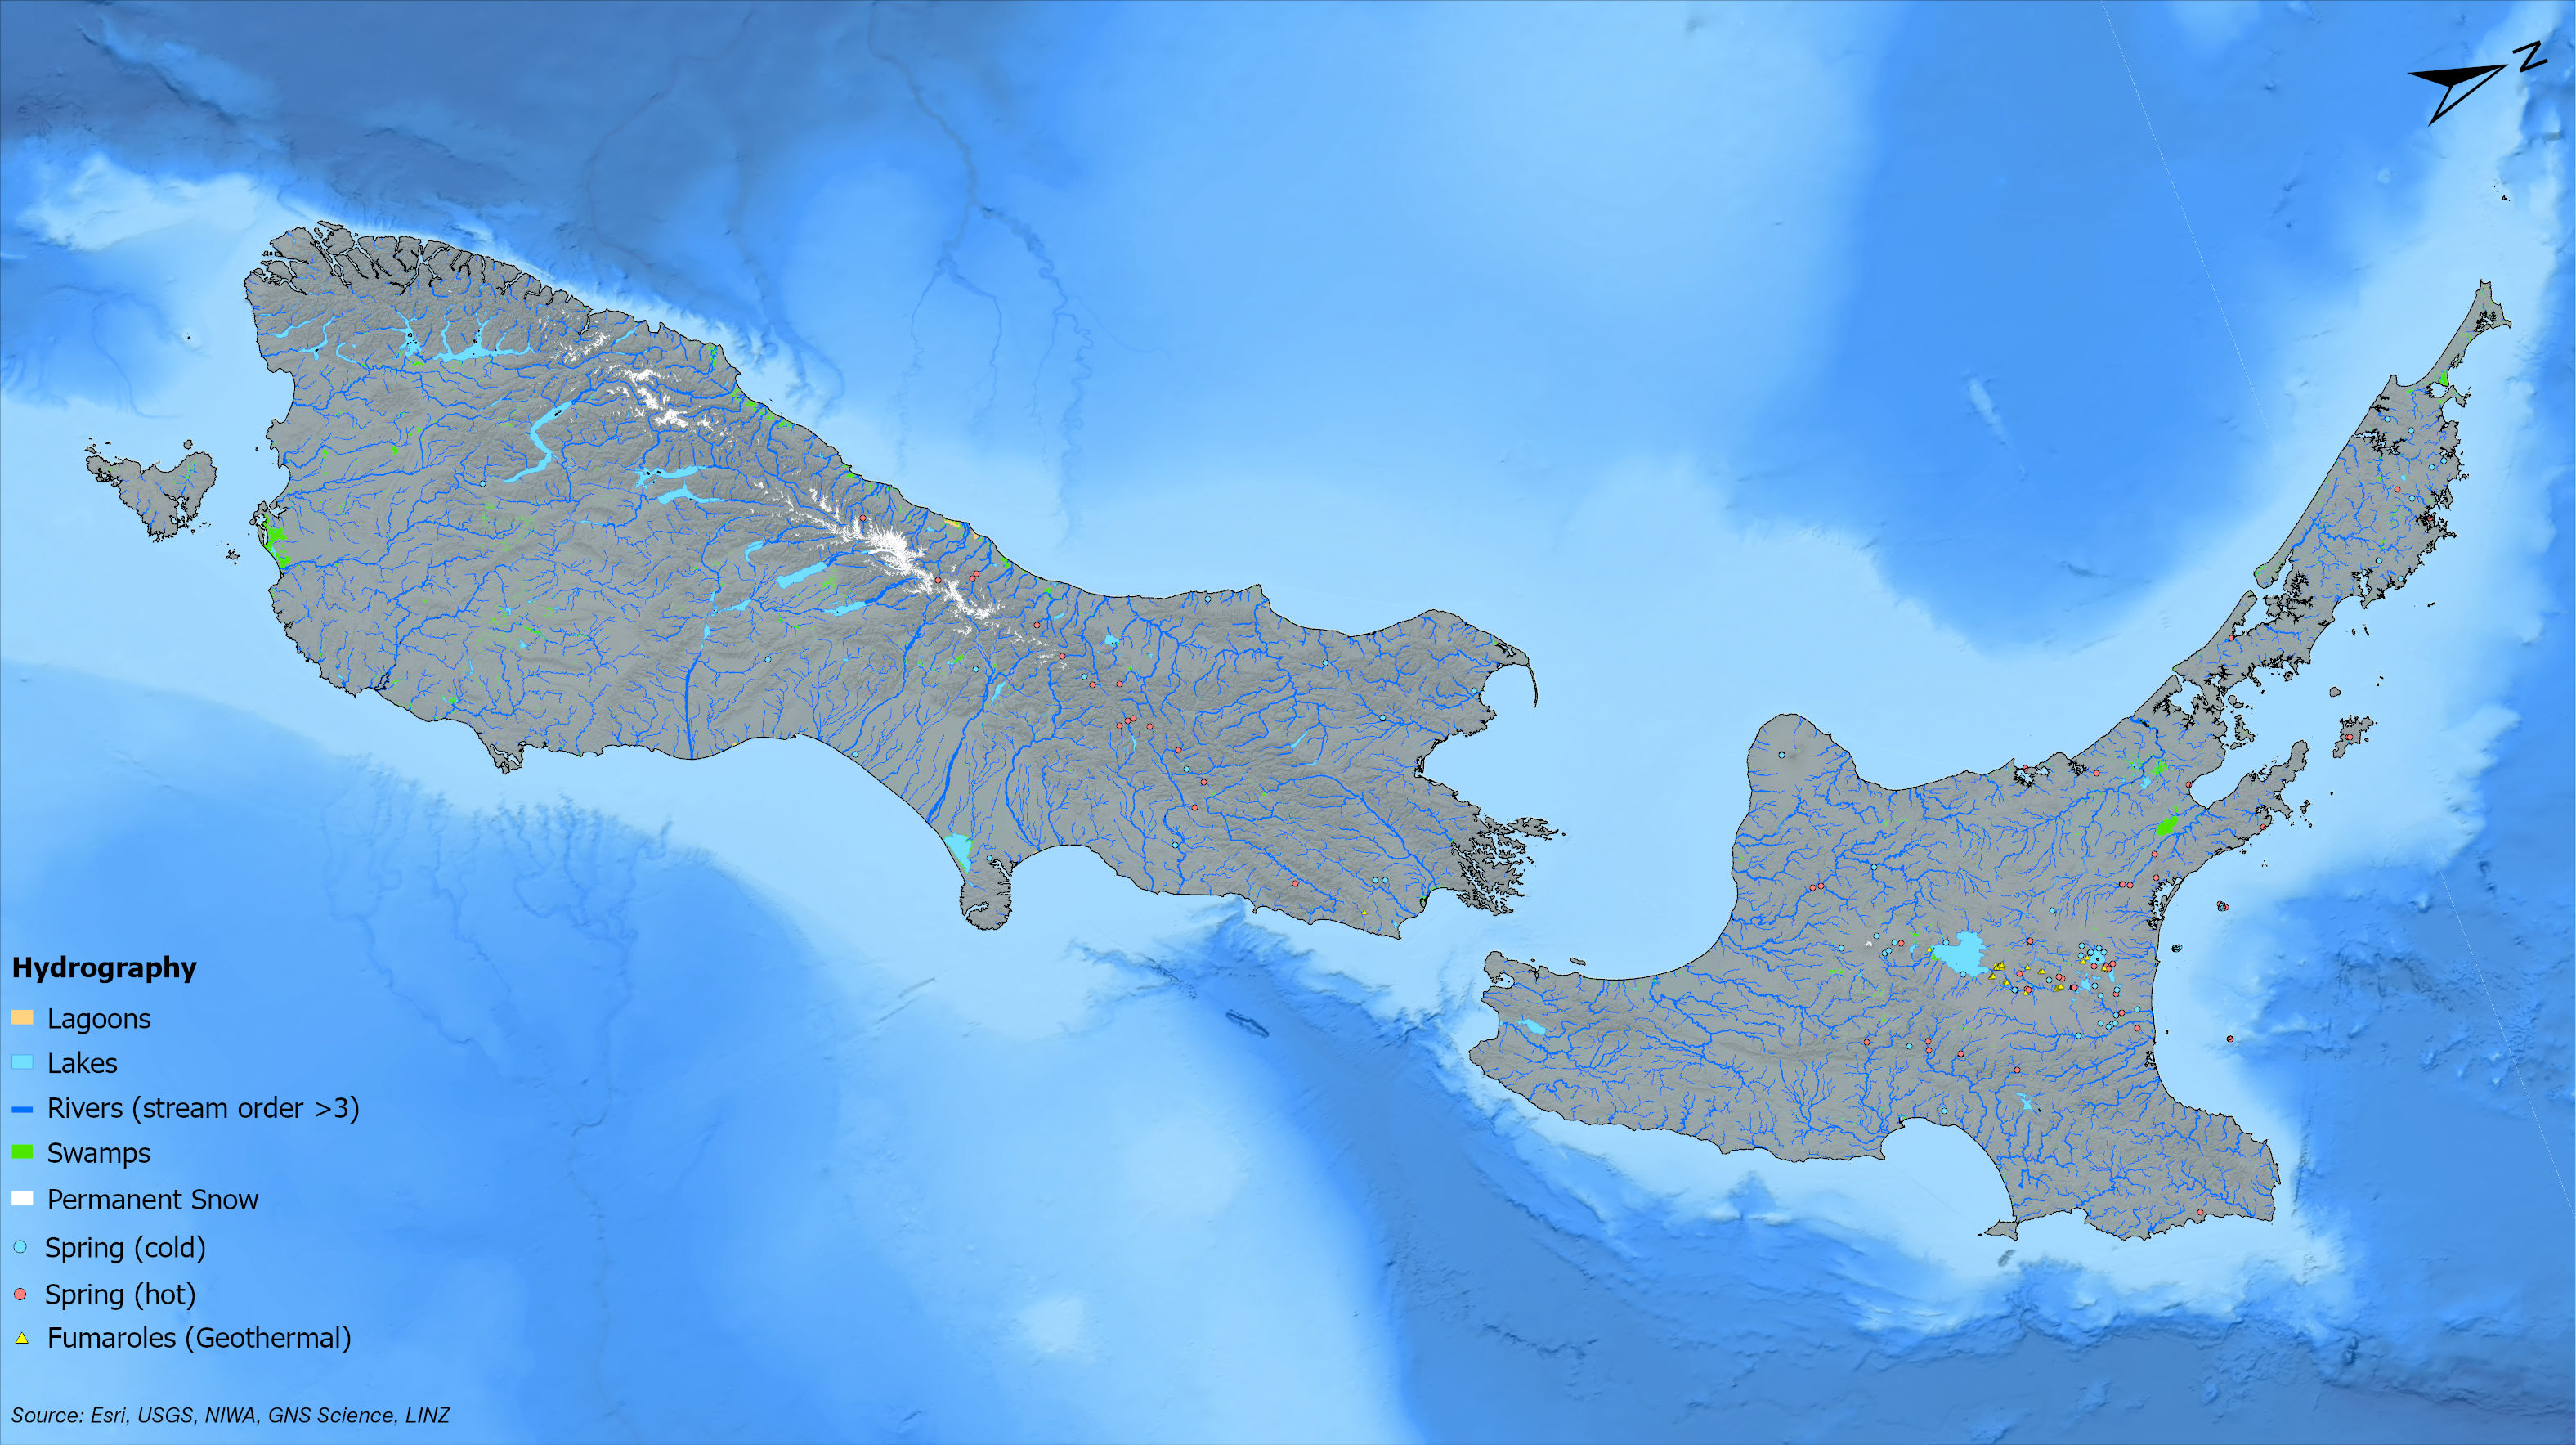 N
Hydrography
Lagoons
Lakes
Rivers (stream order >3)
Swamps
Permanent Snow
Spring (cold)
Spring (hot)
Fumaroles (Geothermal)
Source: Esri, USGS, NIWA, GNS Science, LINZ